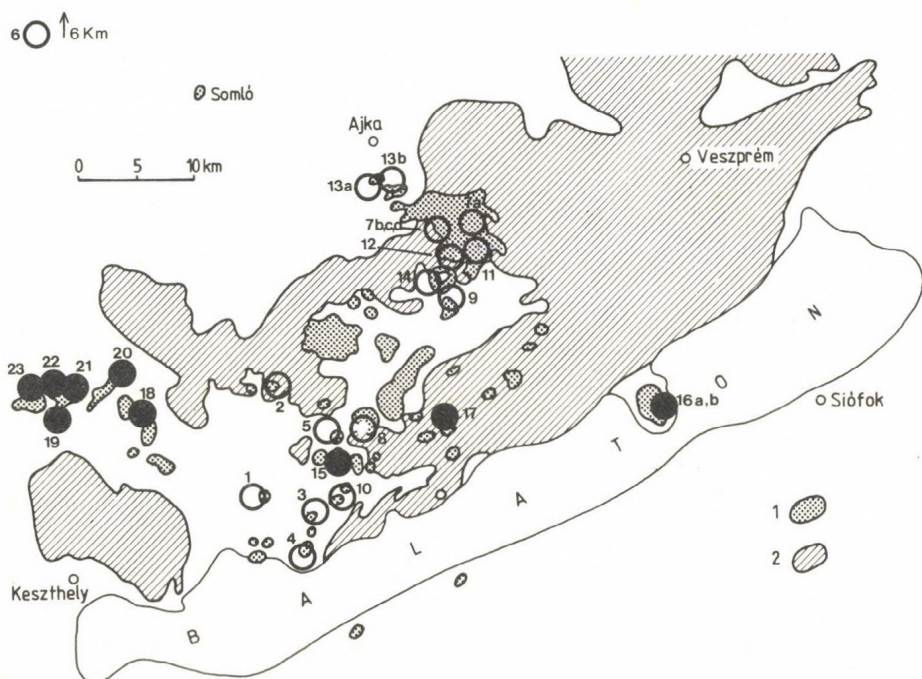 6 6 Km
Somló
Ajka
0 5 10 km
Veszprém
13b
13a
7b,c,d
12
11
14
9
N
20
22
23 21
18
2
O
16a,b
Siófok
19
5
8
17
T
15
1
10
A
3
1
4
L
2
Keszthely
A
B